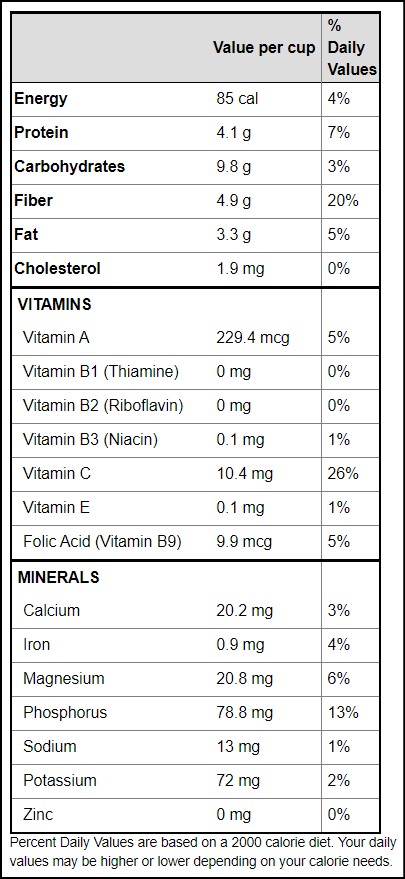 Value per cup % Daily Values
Energy 85 cal 4%
Protein 4.1 g 7%
Carbohydrates 9.8 g 3%
Fiber 4.9 g 20%
Fat 3.3 g 5%
Cholesterol 1.9 mg 0%
VITAMINS
Vitamin A 229.4 mcg 5%
Vitamin B1 (Thiamine) 0 mg 0%
Vitamin B2 (Riboflavin) 0 mg 0%
Vitamin B3 (Niacin) 0.1 mg 1%
Vitamin C 10.4 mg 26%
Vitamin E 0.1 mg 1%
Folic Acid (Vitamin B9) 9.9 mcg 5%
MINERALS
Calcium 20.2 mg 3%
Iron 0.9 mg 4%
Magnesium 20.8 mg 6%
Phosphorus 78.8 mg 13%
Sodium 13 mg 1%
Potassium 72 mg 2%
Zinc 0 mg 0%
Percent Daily Values are based on a 2000 calorie diet. Your daily
values may be higher or lower depending on your calorie needs.